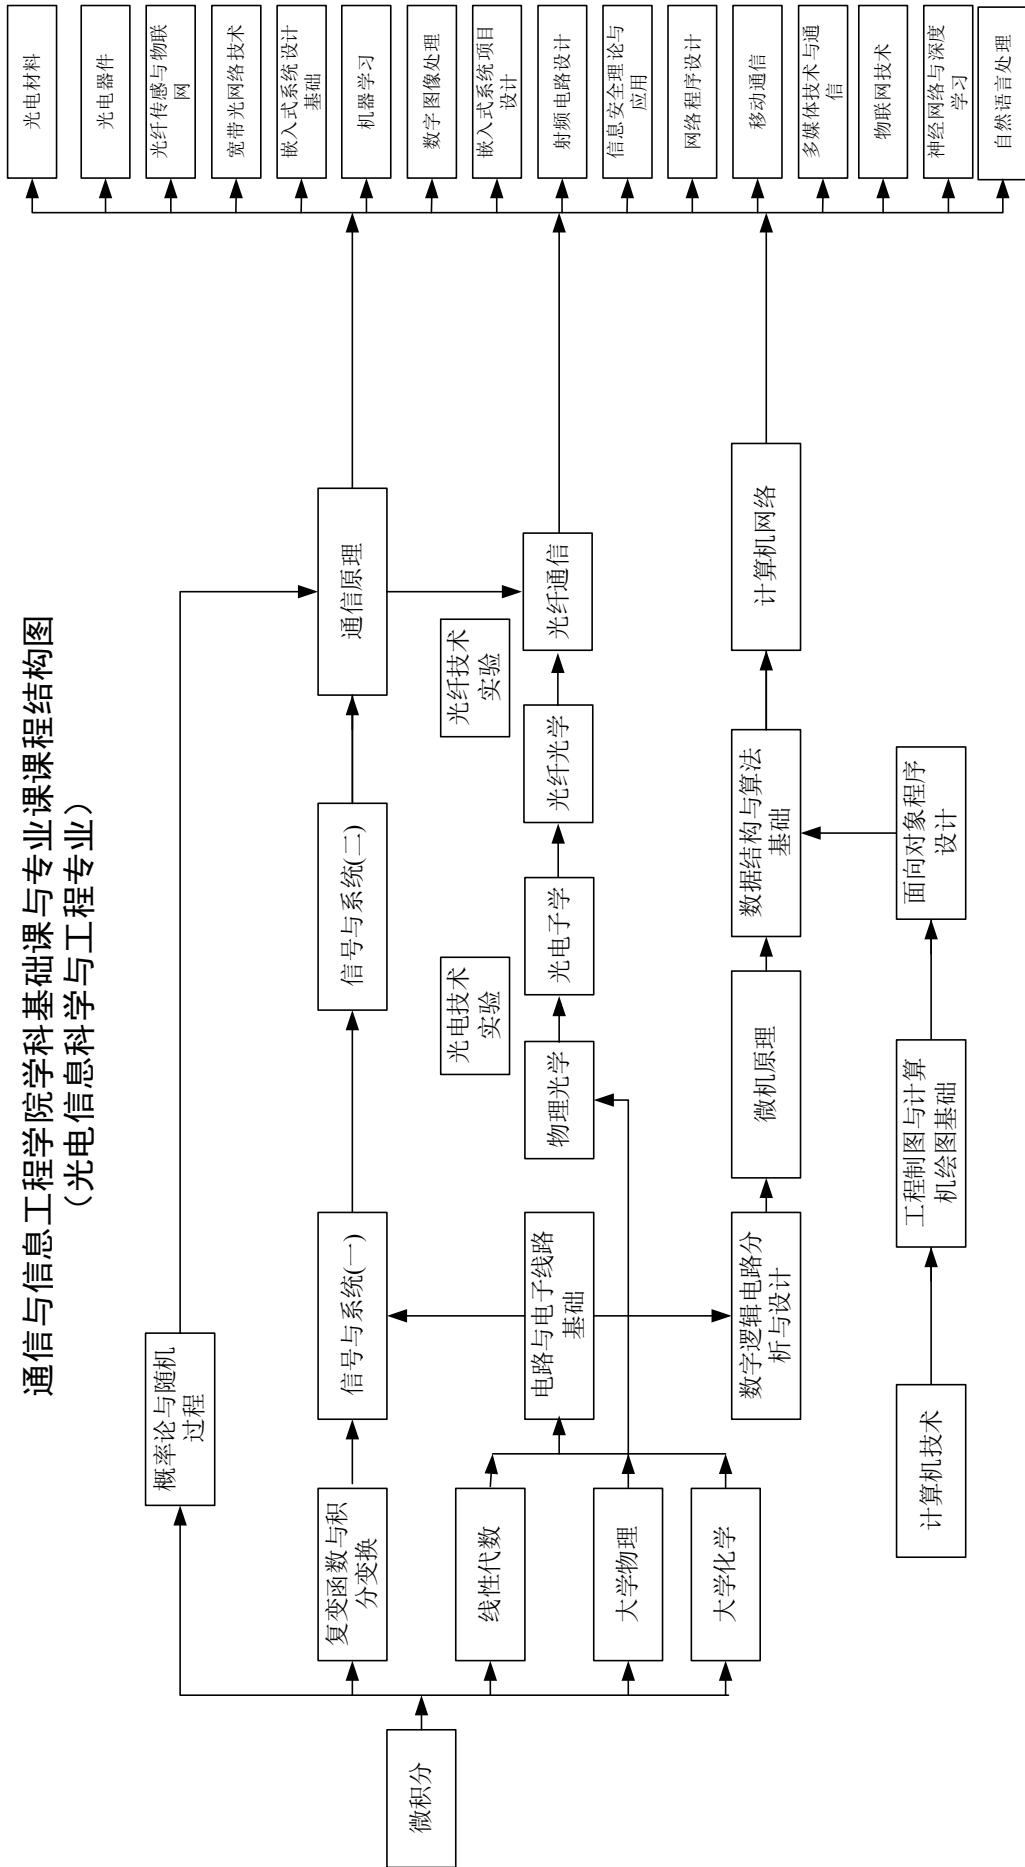 通信与信息工程学院学科基础课与专业课课程结构图
（光电信息科学与工程专业）
微积分
概率论与随机
过程
复变函数与积
分变换
线性代数
大学物理
大学化学
计算机技术
信号与系统(一)
电路与电子线路
基础
数字逻辑电路分
析与设计
工程制图与计算
机绘图基础
物理光学
微机原理
光电技术
实验
信号与系统(二)
光电子学
数据结构与算法
基础
面向对象程序
设计
光纤光学
光纤技术
实验
通信原理
光纤通信
计算机网络
光电材料
光电器件
光纤传感与物联
网
宽带光网络技术
嵌入式系统设计
基础
机器学习
数字图像处理
嵌入式系统项目
设计
射频电路设计
信息安全理论与
应用
网络程序设计
移动通信
多媒体技术与通
信
物联网技术
神经网络与深度
学习
自然语言处理